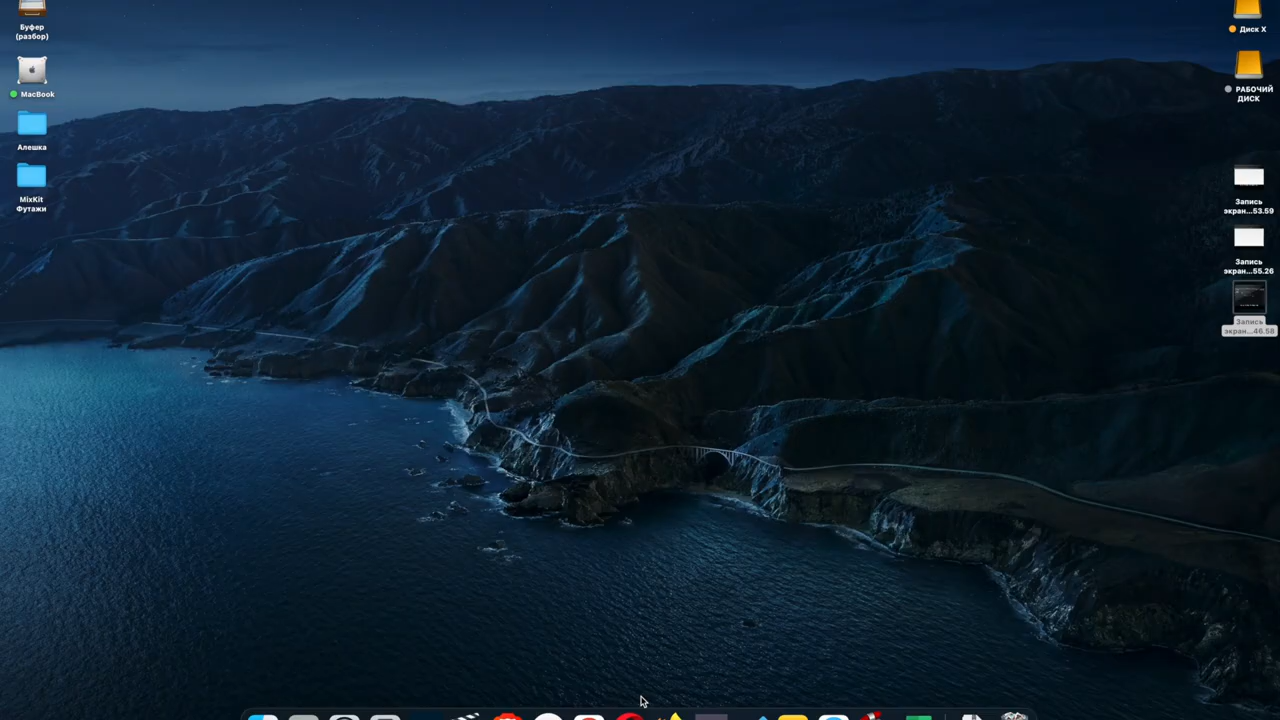 Буфер
(разбор)
MacBook
Алешка
MixKit
Футажи
Диск X
РАБОЧИЙ
ДИСК
Запись
экран...53.59
Запись
экран...55.26
Запись
экран...46.58